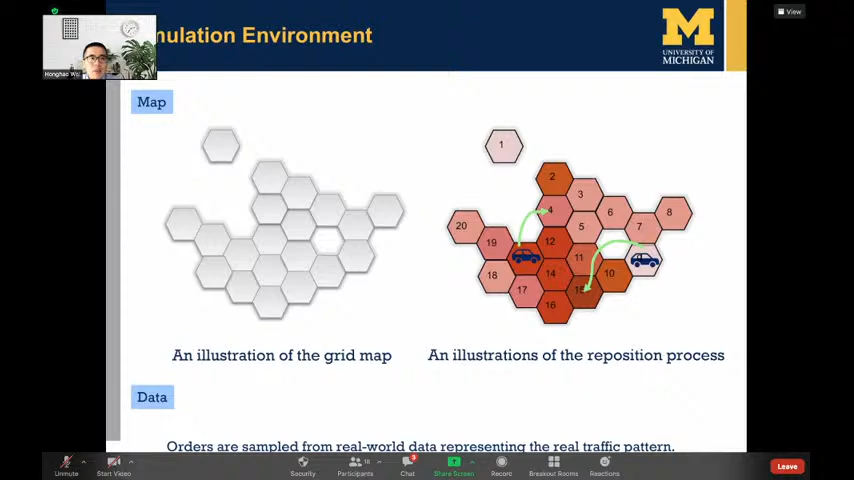 View
mulation Environment
UNIVERSITY OF
MICHIGAN
Map
1
2
3
4
5
6
7
8
20
19
12
11
10
18
17
14
15
16
An illustration of the grid map
An illustrations of the reposition process
Data
Orders are sampled from real-world data representing the real traffic pattern.
Unmute
Start Video
Security
Participants
18
Chat
3
Share Screen
Record
Breakout Rooms
Reactions
Leave